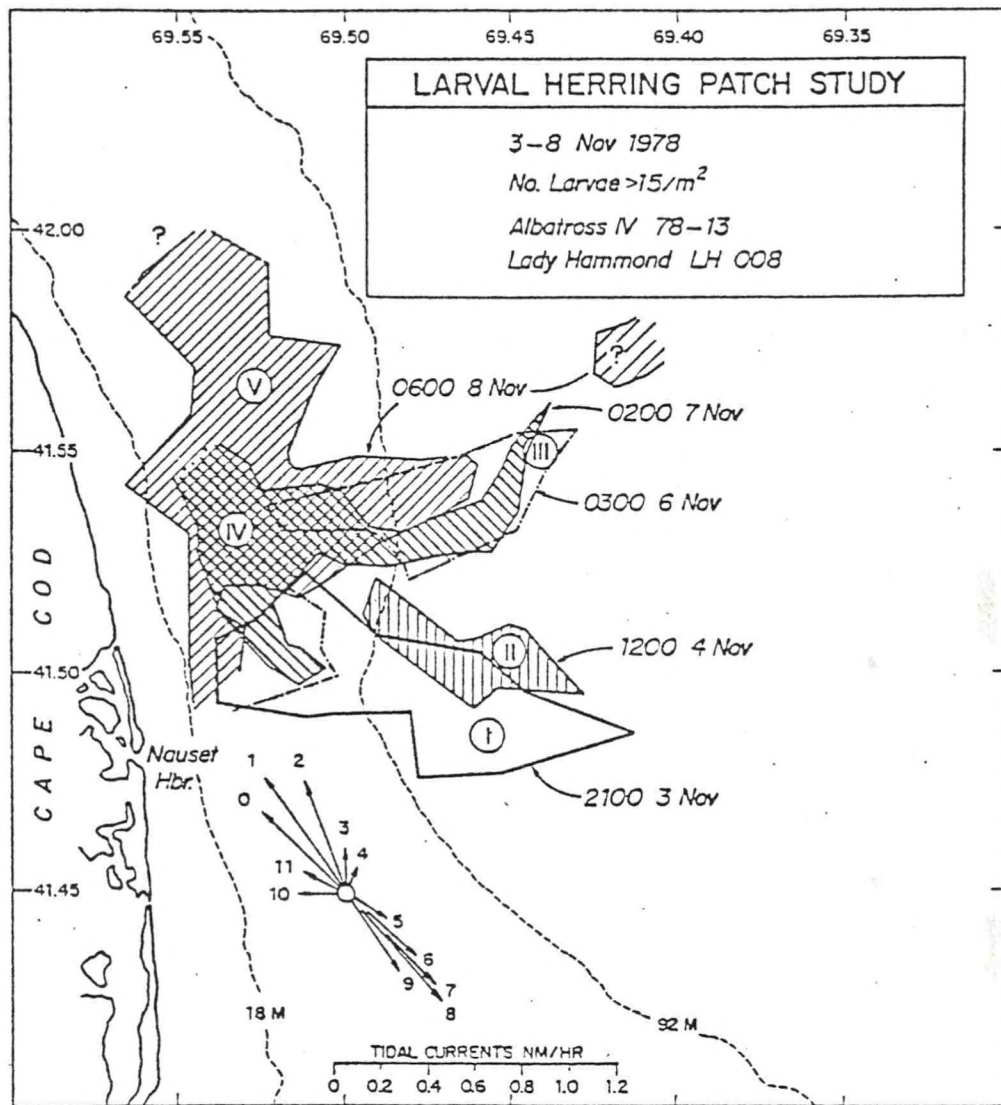 69.55 69.50 69.45 69.40 69.35
LARVAL HERRING PATCH STUDY
3-8 Nov 1978
No. Larvae >15/m²
Albatross IV 78-13
Lady Hammond LH 008
42.00
?
?
V
0600 8 Nov
0200 7 Nov
41.55
III
0300 6 Nov
IV
CAPE COD
II
1200 4 Nov
41.50
I
Nauset
Hbr.
2100 3 Nov
1
2
0
3
4
11
10
41.45
5
6
9
7
8
18 M
92 M
TIDAL CURRENTS NM/HR
0 0.2 0.6 0.4 0.8 1.0 1.2